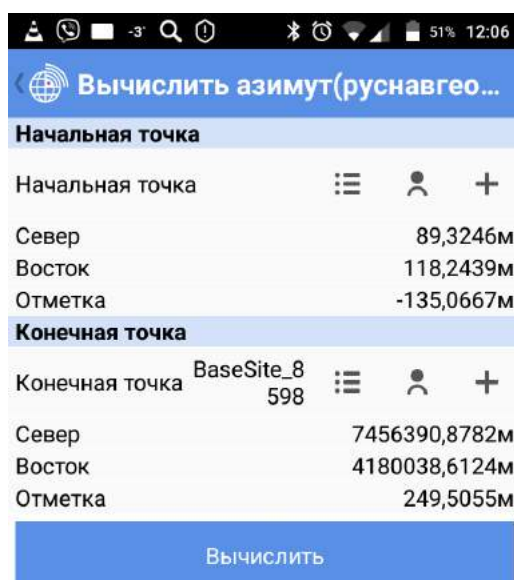 -3° 51% 12:06
Вычислить азимут(руснавгео...
Начальная точка
Начальная точка
Север 89,3246м
Восток 118,2439м
Отметка -135,0667м
Конечная точка
Конечная точка BaseSite_8
598
Север 7456390,8782м
Восток 4180038,6124м
Отметка 249,5055м
Вычислить